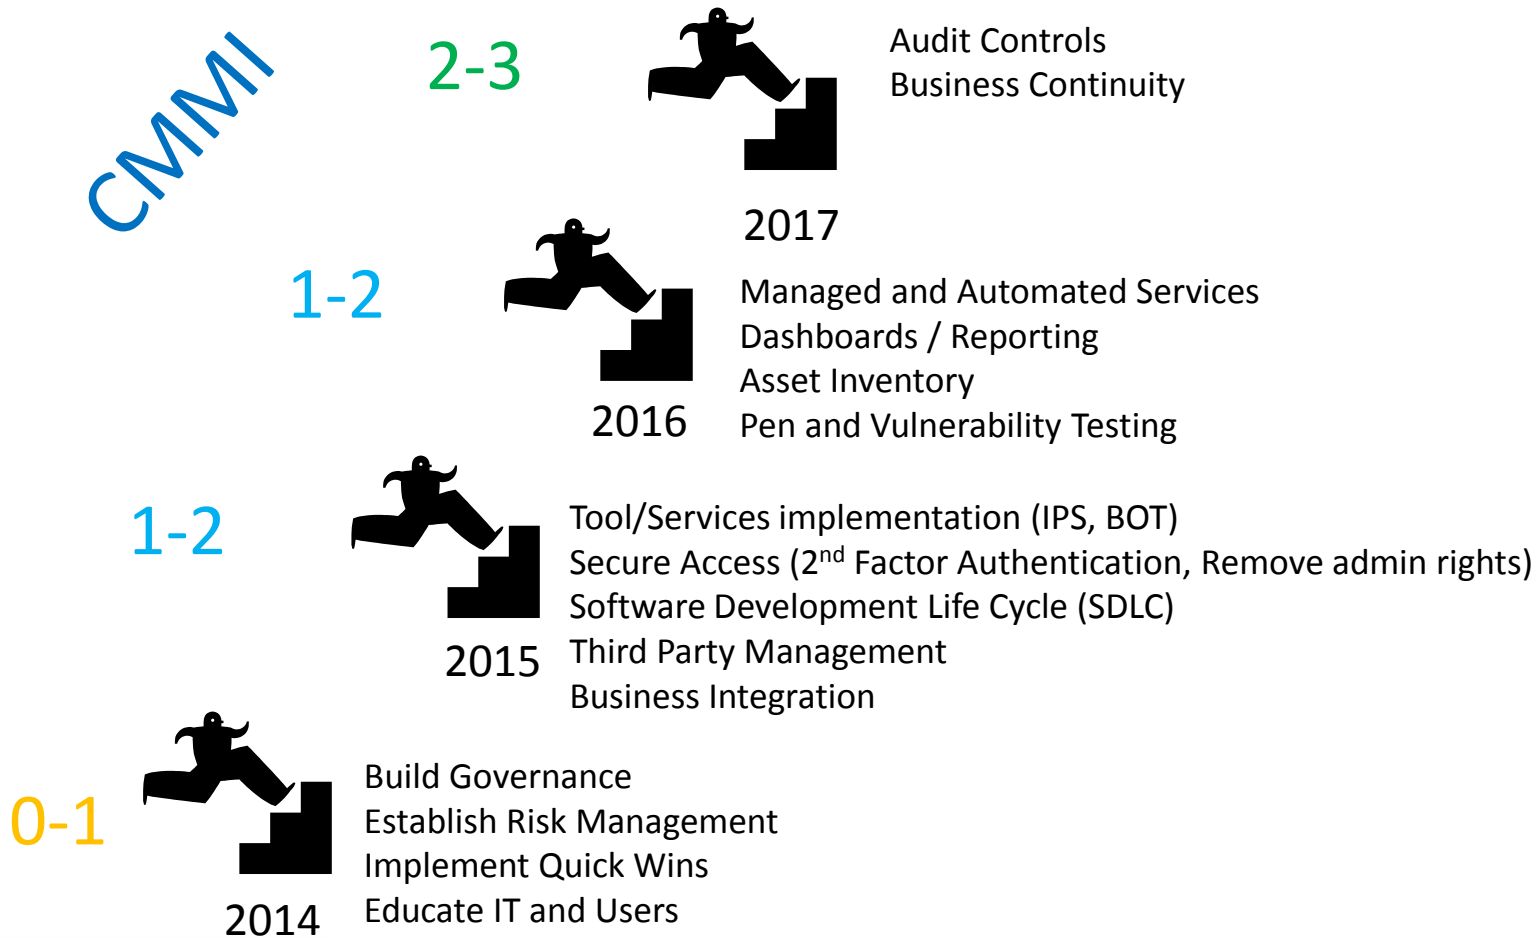 CMMI
2-3
Audit Controls
Business Continuity
2017
1-2
Managed and Automated Services
Dashboards / Reporting
Asset Inventory
Pen and Vulnerability Testing
2016
1-2
Tool/Services implementation (IPS, BOT)
Secure Access (2nd Factor Authentication, Remove admin rights)
Software Development Life Cycle (SDLC)
Third Party Management
Business Integration
2015
0-1
Build Governance
Establish Risk Management
Implement Quick Wins
Educate IT and Users
2014